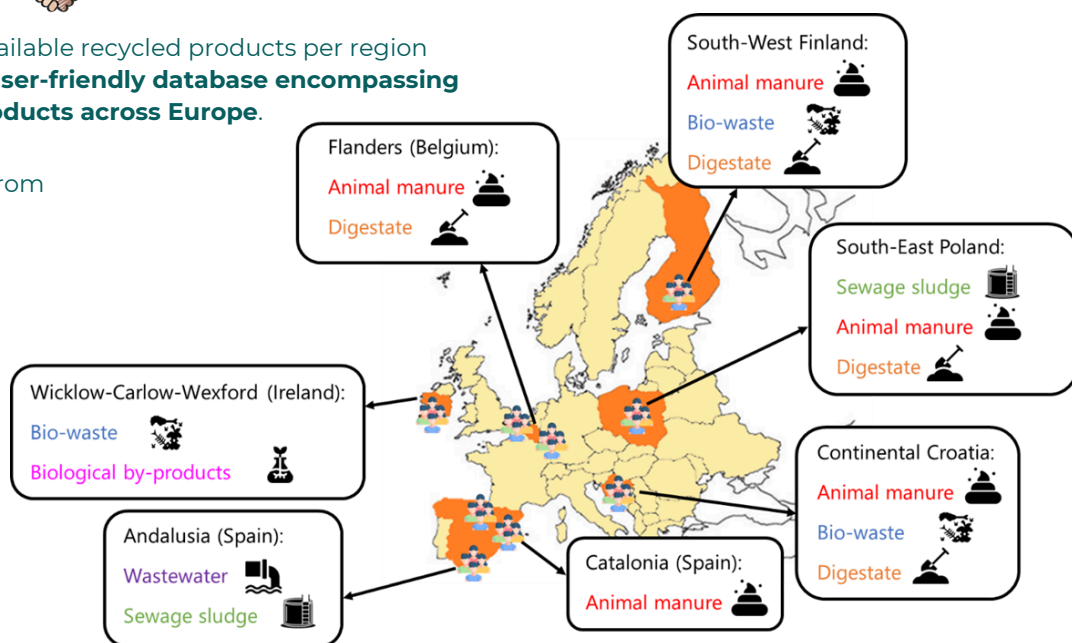 ailable recycled products per region
ser-friendly database encompassing
oducts across Europe.
rom
South-West Finland:
Animal manure
Bio-waste
Digestate
Flanders (Belgium):
Animal manure
Digestate
South-East Poland:
Sewage sludge
Animal manure
Digestate
Wicklow-Carlow-Wexford (Ireland):
Bio-waste
Biological by-products
Continental Croatia:
Animal manure
Bio-waste
Digestate
Andalusia (Spain):
Wastewater
Sewage sludge
Catalonia (Spain):
Animal manure